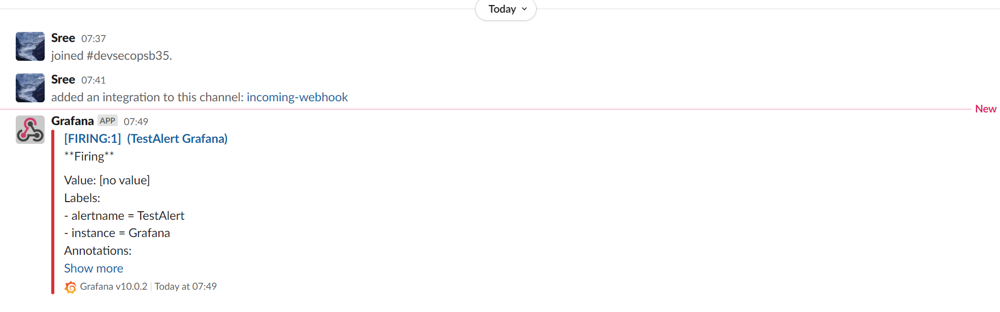 Today
Sree 07:37
joined #devsecopsb35.
Sree 07:41
added an integration to this channel: incoming-webhook
New
Grafana APP 07:49
[FIRING:1] (TestAlert Grafana)
**Firing**
Value: [no value]
Labels:
- alertname = TestAlert
- instance = Grafana
Annotations:
Show more
Grafana v10.0.2 | Today at 07:49